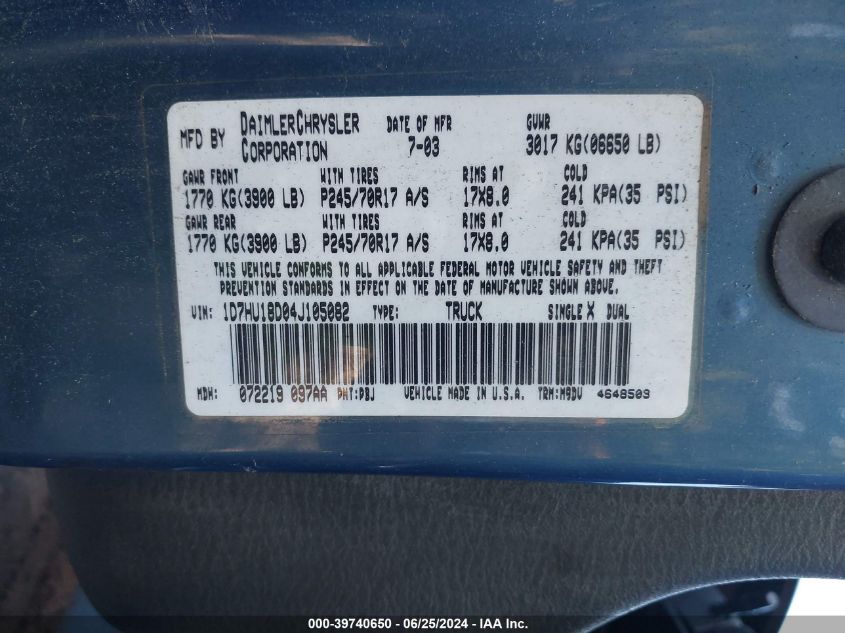 MFD BY DAIMLERCHRYSLER CORPORATION DATE OF MFR 7-03 GVWR 3017 KG(06650 LB)
GAWR FRONT WITH TIRES RIMS AT COLD
1770 KG(3900 LB) P245/70R17 A/S 17X8.0 241 KPA(35 PSI)
GAWR REAR WITH TIRES RIMS AT COLD
1770 KG(3900 LB) P245/70R17 A/S 17X8.0 241 KPA(35 PSI)
THIS VEHICLE CONFORMS TO ALL APPLICABLE FEDERAL MOTOR VEHICLE SAFETY AND THEFT
PREVENTION STANDARDS IN EFFECT ON THE DATE OF MANUFACTURE SHOWN ABOVE.
VIN: 1D7HU18D04J105082 TYPE: TRUCK SINGLE X DUAL
MDH: 072219 097AA PNT:PBJ VEHICLE MADE IN U.S.A. TRM:M9DV 4648509
000-39740650 - 06/25/2024 - IAA Inc.